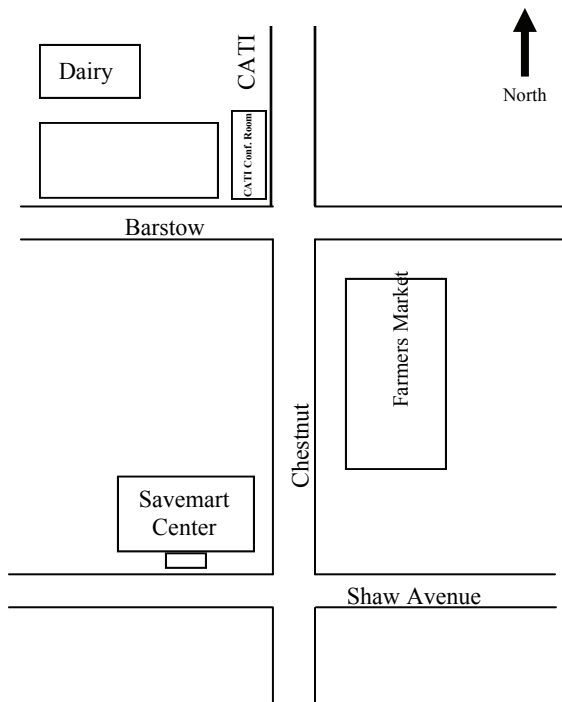 Dairy
CATI
North
CATI Conf. Room
Barstow
Farmers Market
Chestnut
Savemart
Center
Shaw Avenue